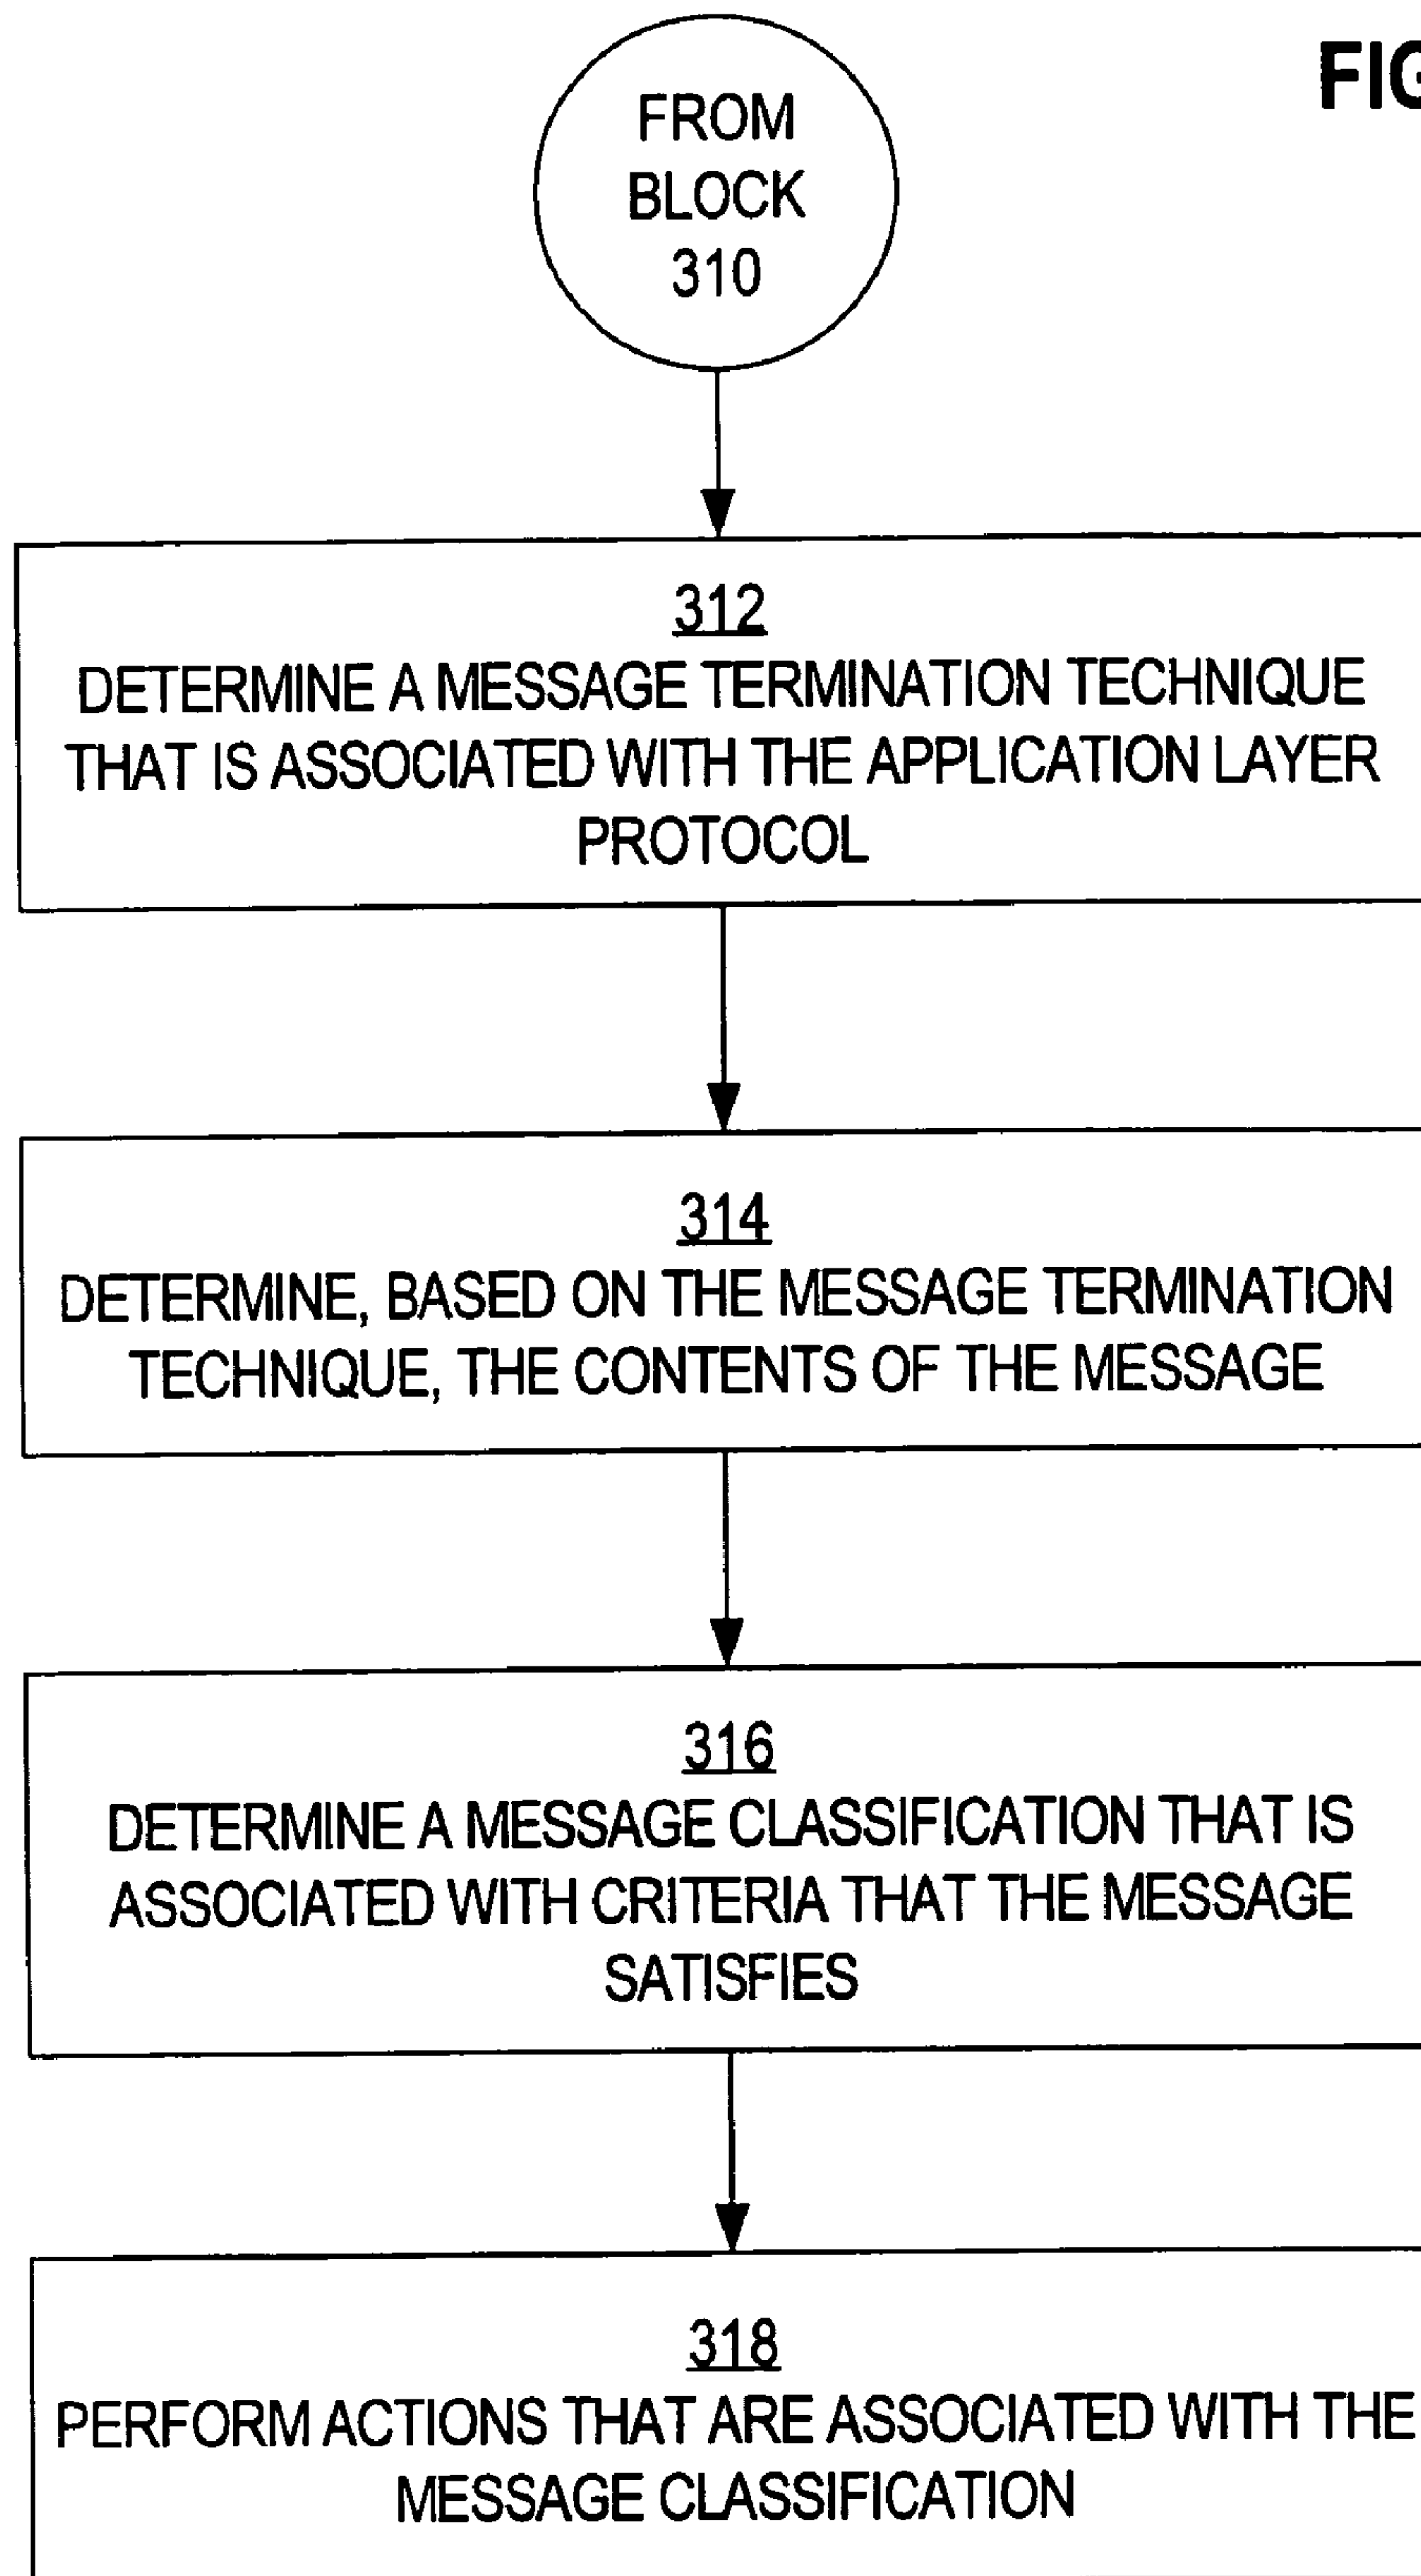 FIG
FROM
BLOCK
310
312
DETERMINE A MESSAGE TERMINATION TECHNIQUE
THAT IS ASSOCIATED WITH THE APPLICATION LAYER
PROTOCOL
314
DETERMINE, BASED ON THE MESSAGE TERMINATION
TECHNIQUE, THE CONTENTS OF THE MESSAGE
316
DETERMINE A MESSAGE CLASSIFICATION THAT IS
ASSOCIATED WITH CRITERIA THAT THE MESSAGE
SATISFIES
318
PERFORM ACTIONS THAT ARE ASSOCIATED WITH THE
MESSAGE CLASSIFICATION